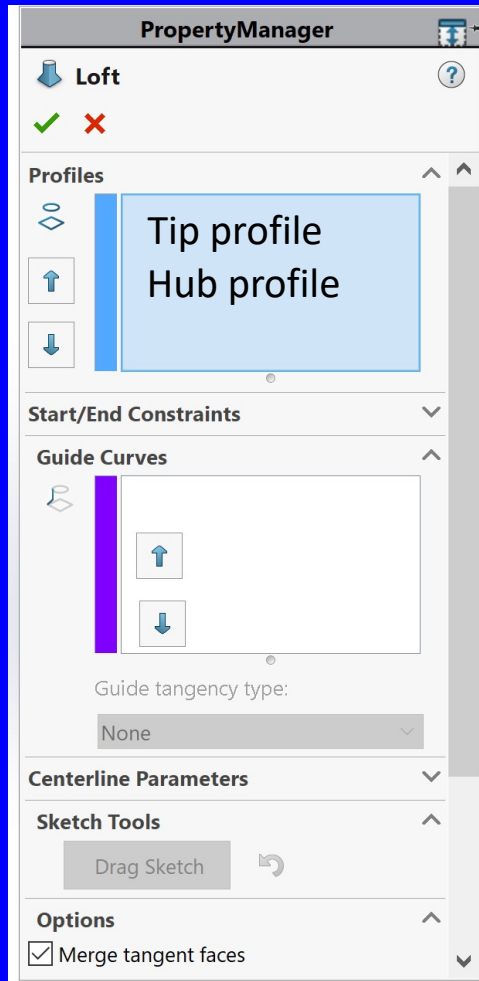 PropertyManager
Loft
?
Profiles
Tip profile
Hub profile
Start/End Constraints
Guide Curves
Guide tangency type:
None
Centerline Parameters
Sketch Tools
Drag Sketch
Options
Merge tangent faces